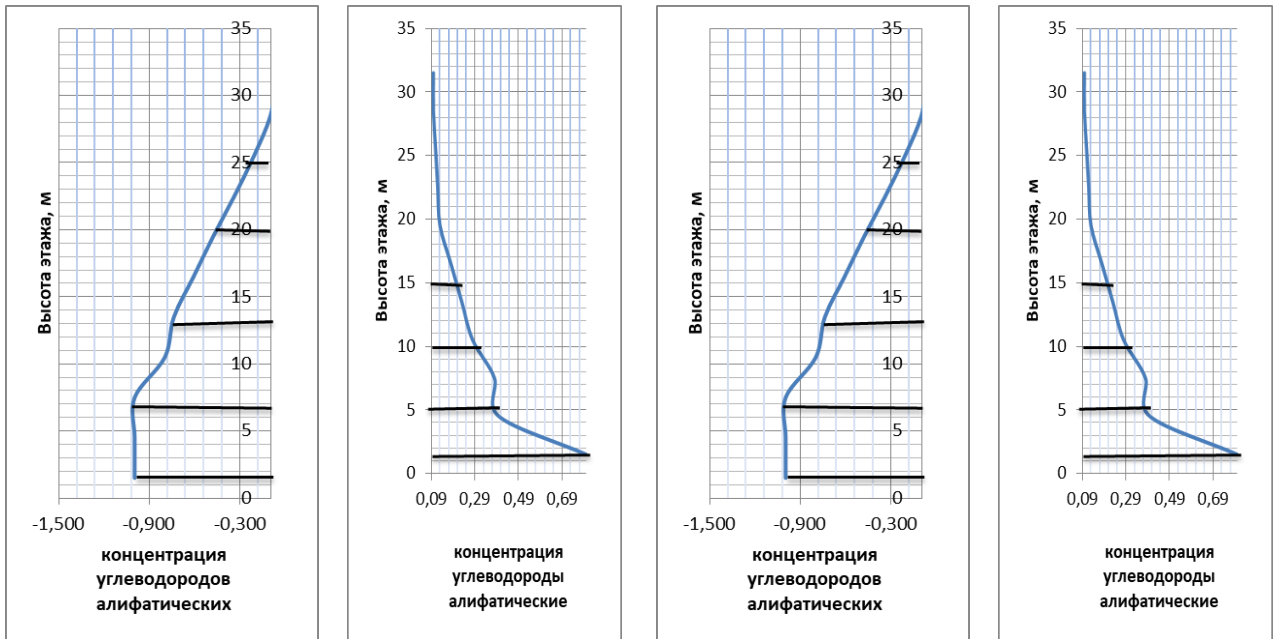 35
30
25
20
15
10
5
0
Высота этажа, м
-1,500 -0,900 -0,300
концентрация
углеводородов
алифатических
35
30
25
20
15
10
5
0
Высота этажа, м
0,09 0,29 0,49 0,69
концентрация
углеводороды
алифатические
35
30
25
20
15
10
5
0
Высота этажа, м
-1,500 -0,900 -0,300
концентрация
углеводородов
алифатических
35
30
25
20
15
10
5
0
Высота этажа, м
0,09 0,29 0,49 0,69
концентрация
углеводороды
алифатические